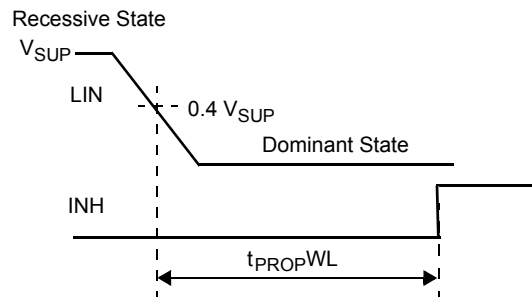 Recessive State
VSUP
LIN
0.4 VSUP
Dominant State
INH
tPROPWL